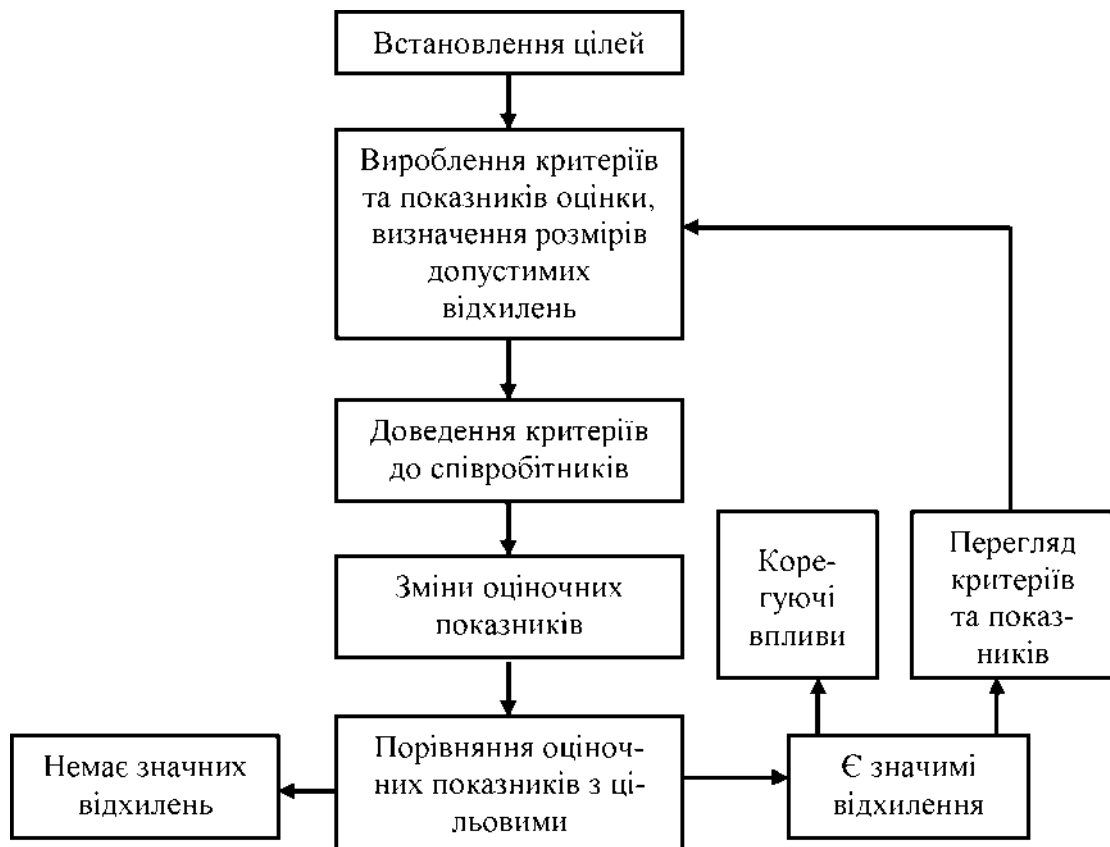 Встановлення цілей
Вироблення критеріїв
та показників оцінки,
визначення розмірів
допустимих
відхилень
Доведення критеріїв
до співробітників
Зміни оціночних
показників
Коре-
гуючі
впливи
Перегляд
критеріїв
та показ-
ників
Немає значних
відхилень
Порівняння оціноч-
них показників з ці-
льовими
Є значимі
відхилення